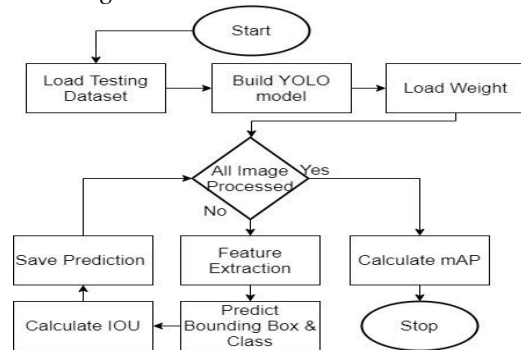 Start
Load Testing
Dataset
Build YOLO
model
Load Weight
All Image
Processed
Yes
No
Save Prediction
Feature
Extraction
Calculate mAP
Calculate IOU
Predict
Bounding Box &
Class
Stop